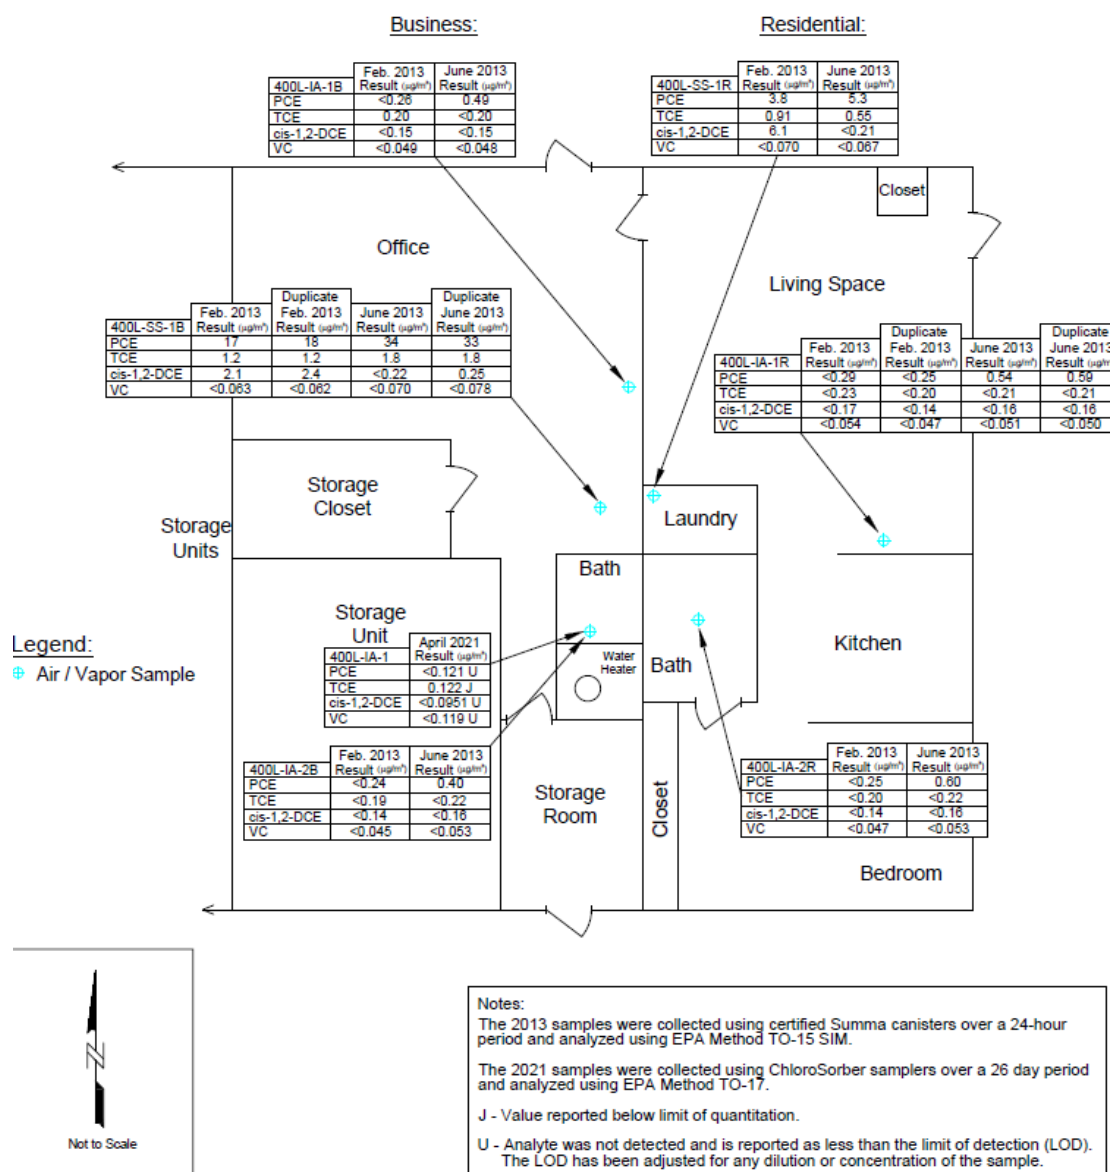 Business:
Residential:
Feb. 2013 June 2013
400L-IA-1B Result (µg/m³) Result (µg/m³)
PCE <0.26 0.49
TCE 0.20 <0.20
cis-1,2-DCE <0.15 <0.15
VC <0.049 <0.048
Feb. 2013 June 2013
400L-SS-1R Result (µg/m³) Result (µg/m³)
PCE 3.8 5.3
TCE 0.91 0.55
cis-1,2-DCE 6.1 <0.21
VC <0.070 <0.067
Closet
Office
Living Space
Duplicate Duplicate
Feb. 2013 Feb. 2013 June 2013 June 2013
400L-SS-1B Result (µg/m³) Result (µg/m³) Result (µg/m³) Result (µg/m³)
PCE 17 18 34 33
TCE 1.2 1.2 1.8 1.8
cis-1,2-DCE 2.1 2.4 <0.22 0.25
VC <0.063 <0.062 <0.070 <0.078
Duplicate Duplicate
Feb. 2013 Feb. 2013 June 2013 June 2013
400L-IA-1R Result (µg/m³) Result (µg/m³) Result (µg/m³) Result (µg/m
PCE <0.29 <0.25 0.54 0.59
TCE <0.23 <0.20 <0.21 <0.21
cis-1,2-DCE <0.17 <0.14 <0.16 <0.16
VC <0.054 <0.047 <0.051 <0.050
Storage
Closet
Storage
Units
Laundry
Bath
Storage
Unit
Kitchen
Water
Heater
Bath
Legend:
Air / Vapor Sample
April 2021
400L-IA-1 Result (µg/m³)
PCE <0.121 U
TCE 0.122 J
cis-1,2-DCE <0.0951 U
VC <0.119 U
Feb. 2013 June 2013
400L-IA-2B Result (µg/m³) Result (µg/m³)
PCE <0.24 0.40
TCE <0.19 <0.22
cis-1,2-DCE <0.14 <0.16
VC <0.045 <0.053
Storage
Room
Closet
Feb. 2013 June 2013
400L-IA-2R Result (µg/m³) Result (µg/m³)
PCE <0.25 0.60
TCE <0.20 <0.22
cis-1,2-DCE <0.14 <0.16
VC <0.047 <0.053
Bedroom
N
Not to Scale
Notes:
The 2013 samples were collected using certified Summa canisters over a 24-hour
period and analyzed using EPA Method TO-15 SIM.
The 2021 samples were collected using ChloroSorber samplers over a 26 day period
and analyzed using EPA Method TO-17.
J - Value reported below limit of quantitation.
U - Analyte was not detected and is reported as less than the limit of detection (LOD).
The LOD has been adjusted for any dilution or concentration of the sample.